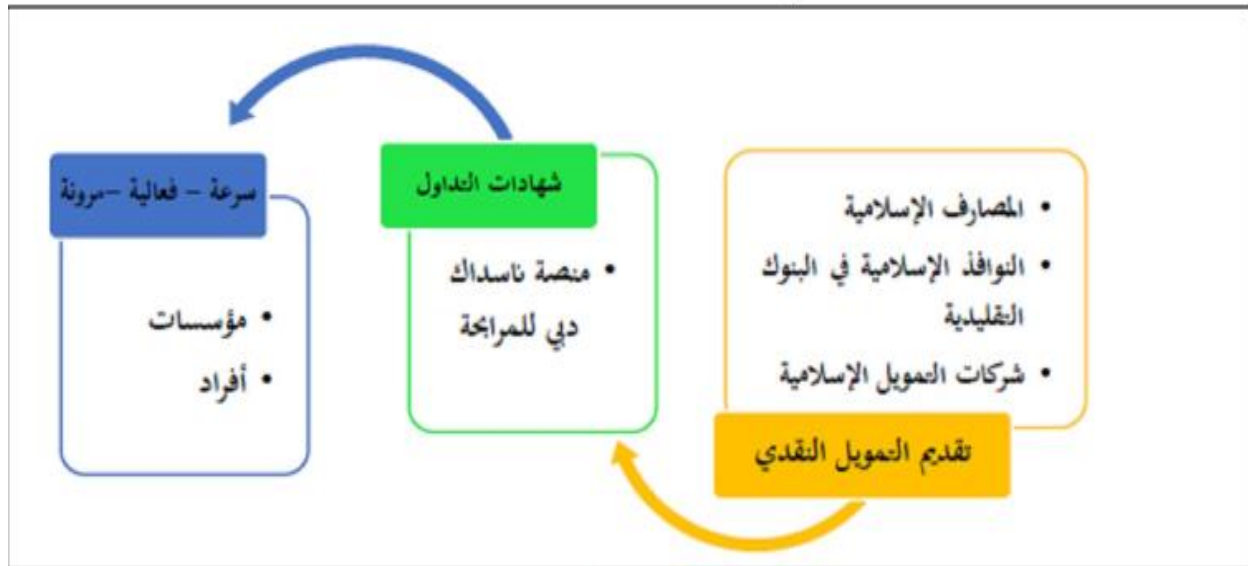 • المصارف الإسلامية
• النوافذ الإسلامية في البنوك
التقليدية
• شركات التمويل الإسلامية
تقديم التمويل النقدي
شهادات التداول
• منصة ناسداك
دبي للمرابحة
سرعة – فعالية –مرونة
• مؤسسات
• أفراد